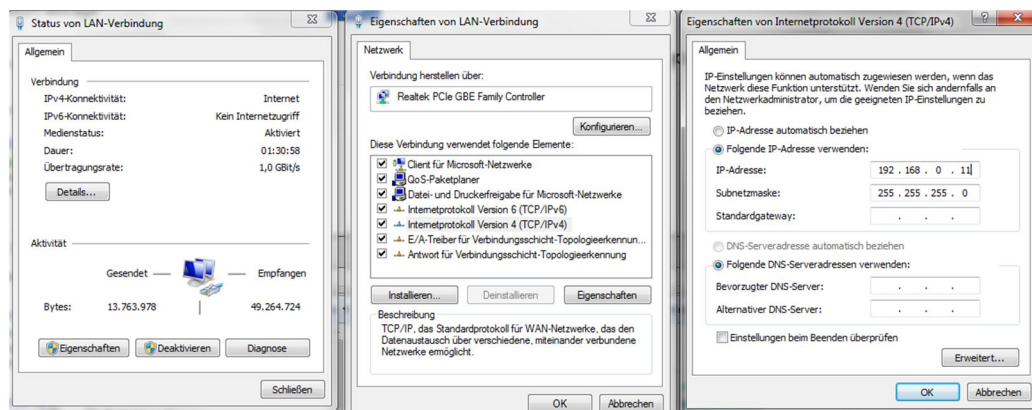 Status von LAN-Verbindung
Allgemein
Verbindung
IPv4-Konnektivität: Internet
IPv6-Konnektivität: Kein Internetzugriff
Medienstatus: Aktiviert
Dauer: 01:30:58
Übertragungsrate: 1,0 GBit/s
Details...
Aktivität
Gesendet Empfangen
Bytes: 13.763.978 49.264.724
Eigenschaften Deaktivieren Diagnose
Schließen
Eigenschaften von LAN-Verbindung
Netzwerk
Verbindung herstellen über:
Realtek PCIe GBE Family Controller
Konfigurieren...
Diese Verbindung verwendet folgende Elemente:
Client für Microsoft-Netzwerke
QoS-Paketplaner
Datei- und Druckerfreigabe für Microsoft-Netzwerke
Internetprotokoll Version 6 (TCP/IPv6)
Internetprotokoll Version 4 (TCP/IPv4)
E/A-Treiber für Verbindungsschicht-Topologieerkennun...
Antwort für Verbindungsschicht-Topologieerkennung
Installieren... Deinstallieren Eigenschaften
Beschreibung
TCP/IP, das Standardprotokoll für WAN-Netzwerke, das den
Datenaustausch über verschiedene, miteinander verbundene
Netzwerke ermöglicht.
OK Abbrechen
Eigenschaften von Internetprotokoll Version 4 (TCP/IPv4)
Allgemein
IP-Einstellungen können automatisch zugewiesen werden, wenn das
Netzwerk diese Funktion unterstützt. Wenden Sie sich andernfalls an
den Netzwerkadministrator, um die geeigneten IP-Einstellungen zu
beziehen.
IP-Adresse automatisch beziehen
Folgende IP-Adresse verwenden:
IP-Adresse: 192 . 168 . 0 . 11
Subnetzmaske: 255 . 255 . 255 . 0
Standardgateway: . . .
DNS-Serveradresse automatisch beziehen
Folgende DNS-Serveradressen verwenden:
Bevorzugter DNS-Server: . . .
Alternativer DNS-Server: . . .
Einstellungen beim Beenden überprüfen
Erweitert...
OK Abbrechen